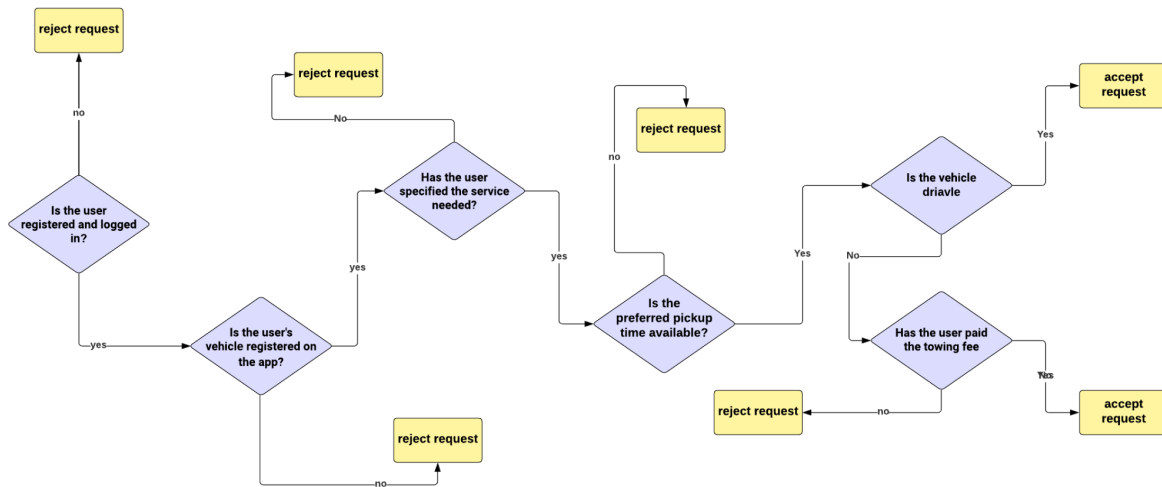 reject request
no
Is the user
registered and logged
in?
yes
Is the user's
vehicle registered on
the app?
no
reject request
yes
Has the user
specified the service
needed?
No
reject request
yes
Is the
preferred pickup
time available?
no
reject request
Yes
Is the vehicle
driavle
Yes
accept
request
No
Has the user paid
the towing fee
no
reject request
accept
request